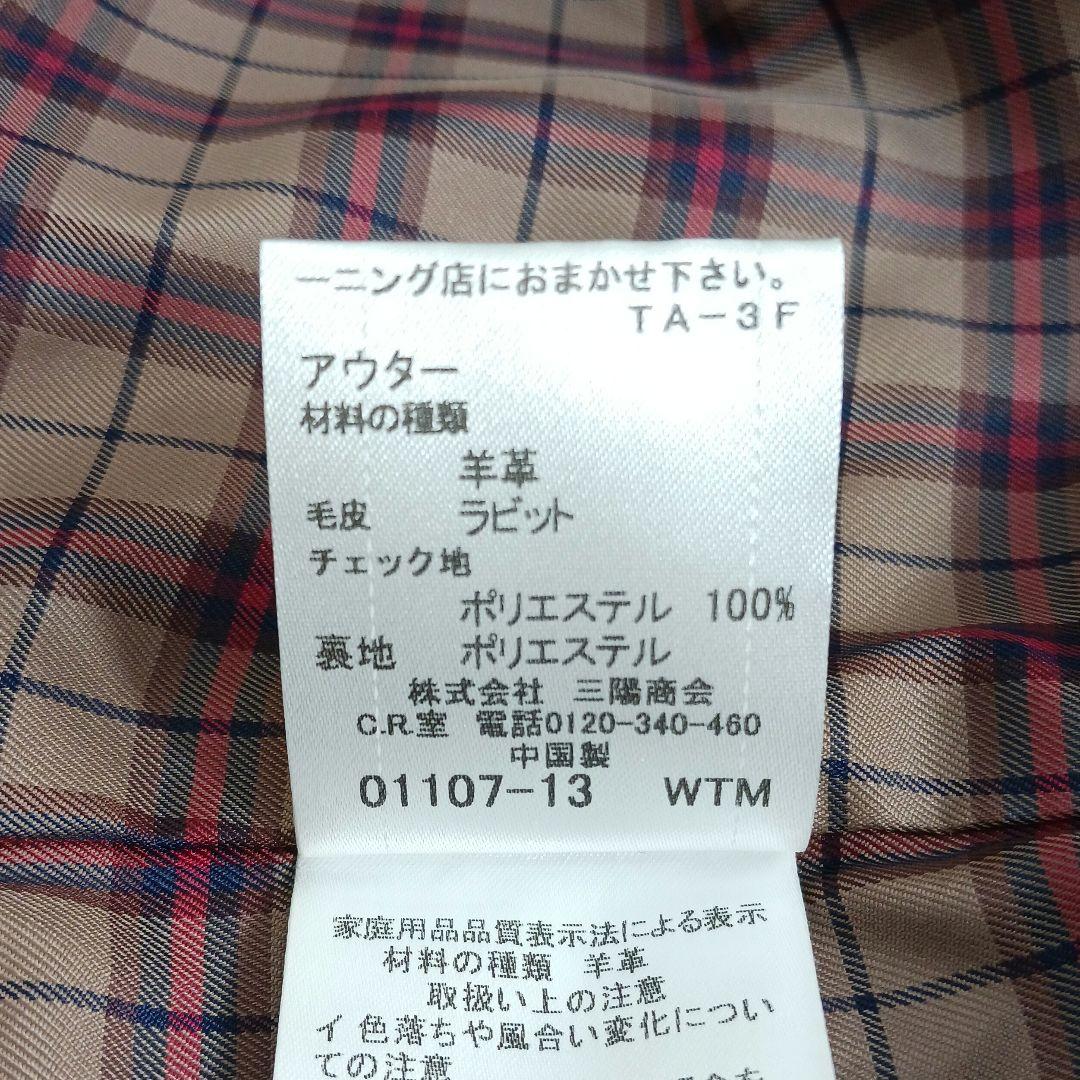 ーニング店におまかせ下さい。
TA-3F
アウター
材料の種類
羊革
毛皮 ラビット
チェック地
ポリエステル 100%
裏地 ポリエステル
株式会社 三陽商会
C.R.室 電話0120-340-460
中国製
01107-13 WTM
家庭用品品質表示法による表示
材料の種類 羊革
取扱い上の注意
イ 色落ちや風合い変化につい
ての注意